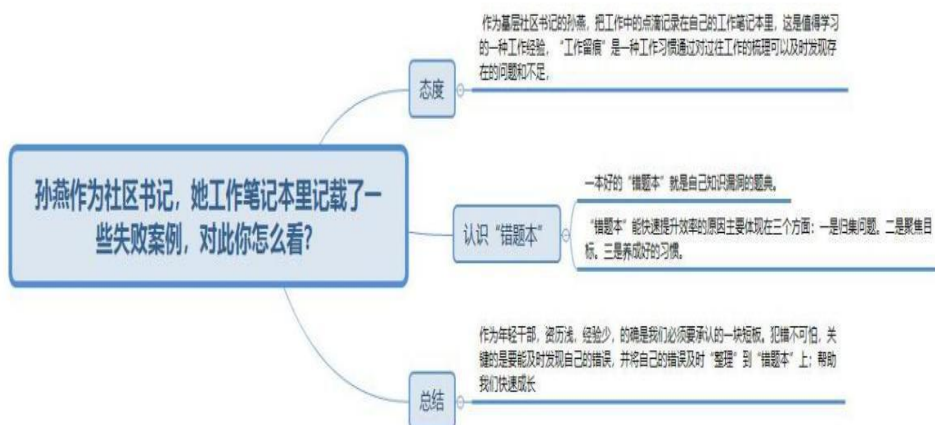 孙燕作为社区书记，她工作笔记本里记载了一
些失败案例，对此你怎么看？
态度
作为基层社区书记的孙燕，把工作中的点滴记录在自己的工作笔记本里，这是值得学习
的一种工作经验，“工作留痕”是一种工作习惯通过对过往工作的梳理可以及时发现存
在的问题和不足，
认识“错题本”
一本好的“错题本”就是自己知识漏洞的题典。
“错题本”能快速提升效率的原因主要体现在三个方面：一是归集问题。二是聚焦目
标。三是养成好的习惯。
总结
作为年轻干部，资历浅，经验少，的确是我们必须要承认的一块短板。犯错不可怕，关
键的是要能及时发现自己的错误，并将自己的错误及时“整理”到“错题本”上；帮助
我们快速成长